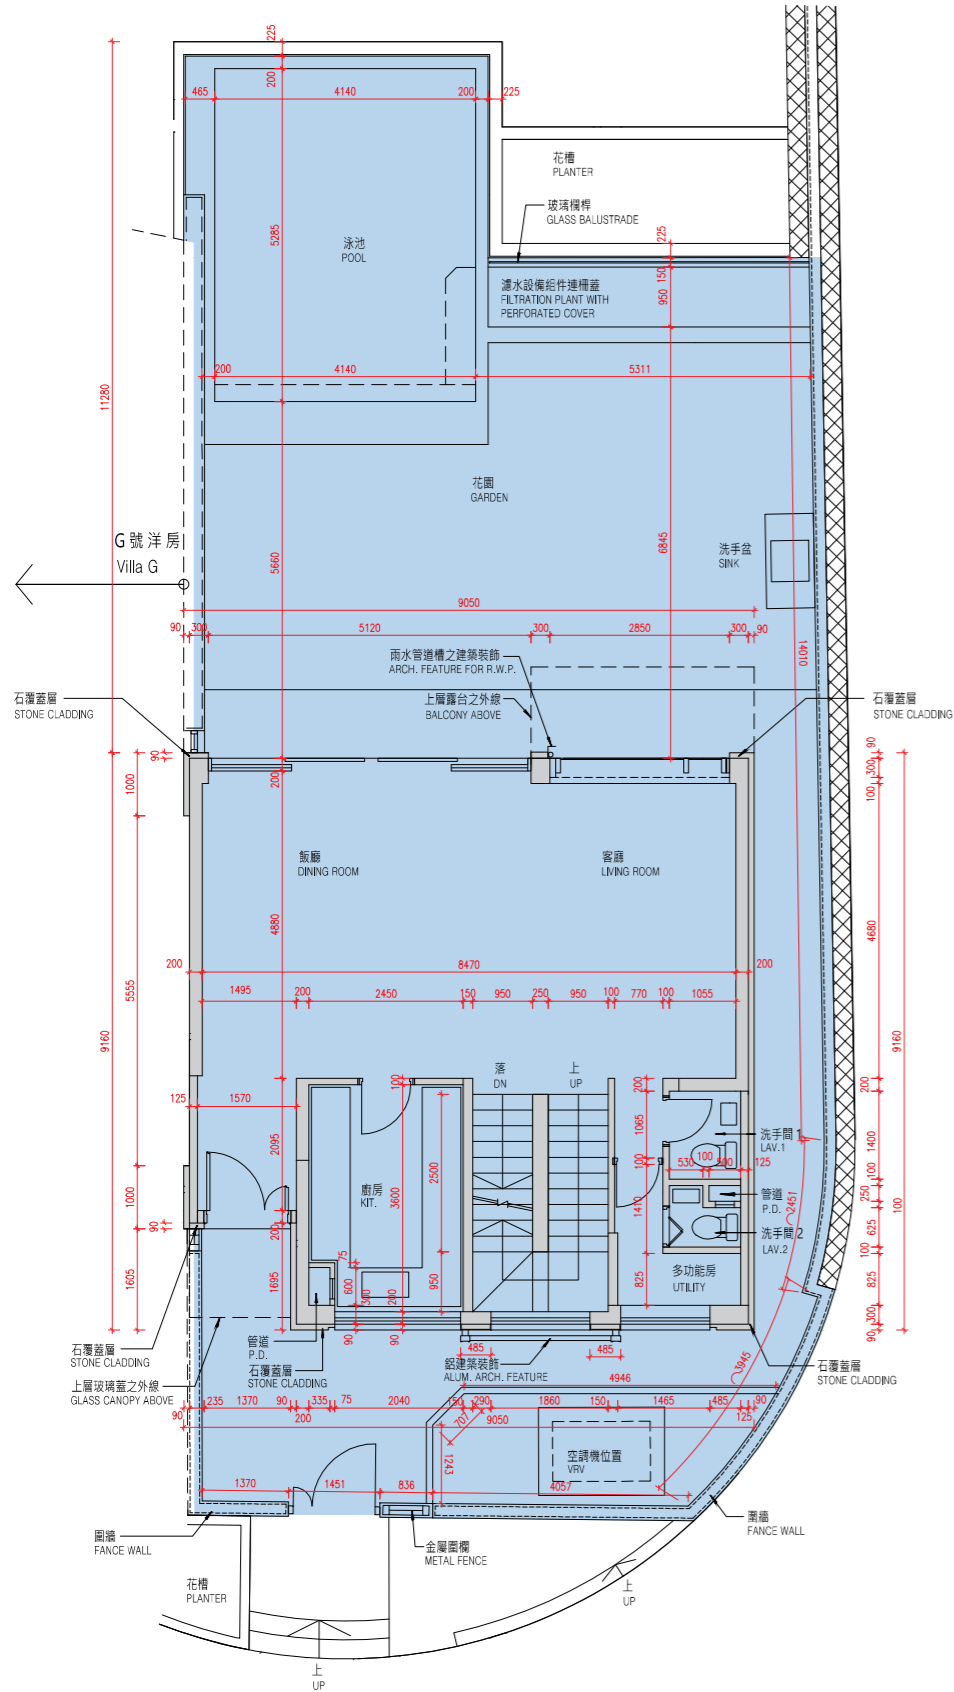 225
200
465
4140
200
225
花槽
PLANTER
玻璃欄桿
GLASS BALUSTRADE
225
150
950
5285
泳池
POOL
濾水設備組件連柵蓋
FILTRATION PLANT WITH
PERFORATED COVER
200
4140
5311
11280
花園
GARDEN
G號洋房
Villa G
5660
6845
洗手盆
SINK
9050
90
300
5120
300
2850
300
90
14010
雨水管道槽之建築裝飾
ARCH. FEATURE FOR R.W.P.
上層露台之外線
BALCONY ABOVE
石覆蓋層
STONE CLADDING
石覆蓋層
STONE CLADDING
90
1000
200
90
300
100
飯廳
DINING ROOM
客廳
LIVING ROOM
4880
4680
200
8470
200
5555
1495
200
2450
150
950
250
950
100
770
100
1055
9160
9160
落
DN
上
UP
100
200
200
125
1570
2095
1065
1400
洗手間 1
LAV.1
530
100
500
125
100
2500
廚房
KIT.
3600
100
1410
100
250
管道
P.D.
2451
1000
625
洗手間 2
LAV.2
90
200
100
多功能房
UTILITY
75
600
300
200
950
825
825
1605
1695
300
90
管道
P.D.
90
90
石覆蓋層
STONE CLADDING
石覆蓋層
STONE CLADDING
485
485
鋁建築裝飾
ALUM. ARCH. FEATURE
上層玻璃蓋之外線
GLASS CANOPY ABOVE
4946
3945
石覆蓋層
STONE CLADDING
90
235
1370
90
335
75
2040
150
290
1860
150
1465
485
90
200
707
9050
125
1243
空調機位置
VRV
1370
1451
836
4057
圍牆
FANCE WALL
金屬圍欄
METAL FENCE
圍牆
FANCE WALL
花槽
PLANTER
上
UP
上
UP